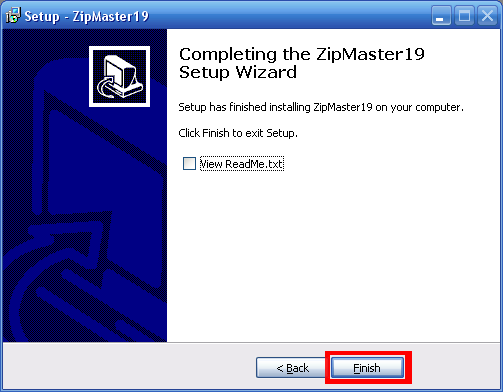 Setup - ZipMaster19
Completing the ZipMaster19
Setup Wizard
Setup has finished installing ZipMaster19 on your computer.
Click Finish to exit Setup.
View ReadMe.txt
< Back
Finish